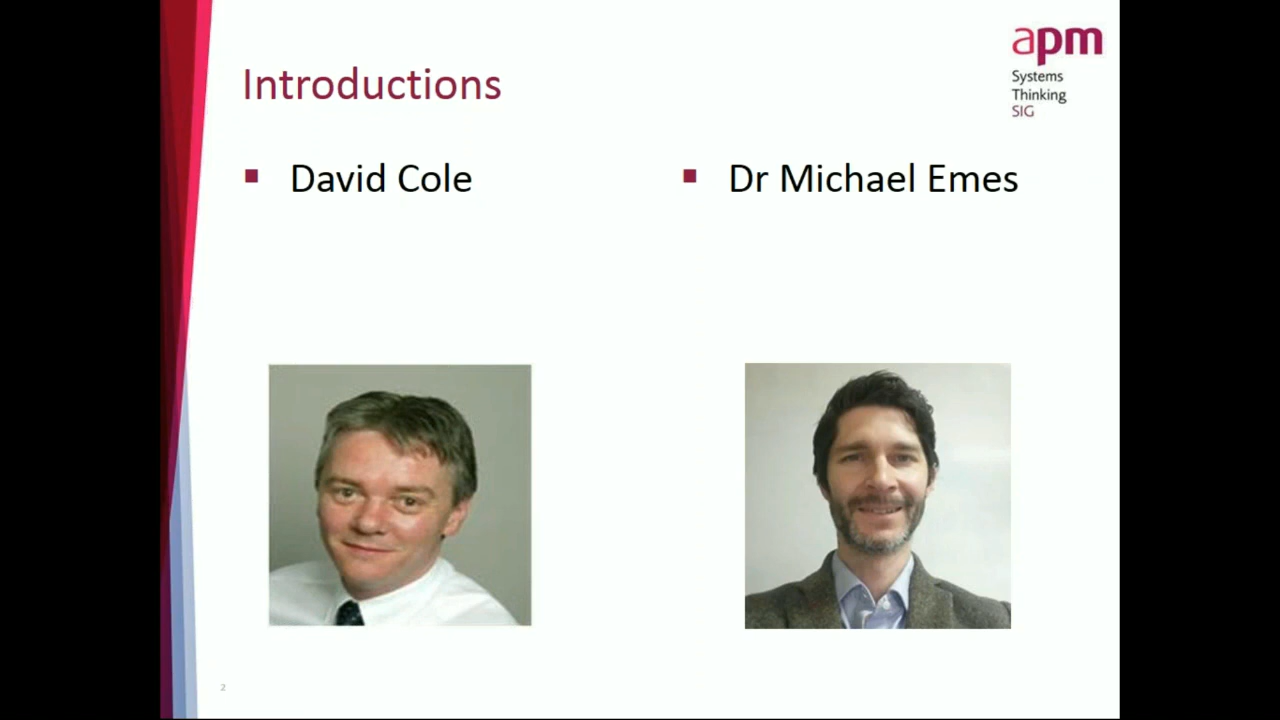 apm
Systems
Thinking
SIG
Introductions
David Cole
Dr Michael Emes
2